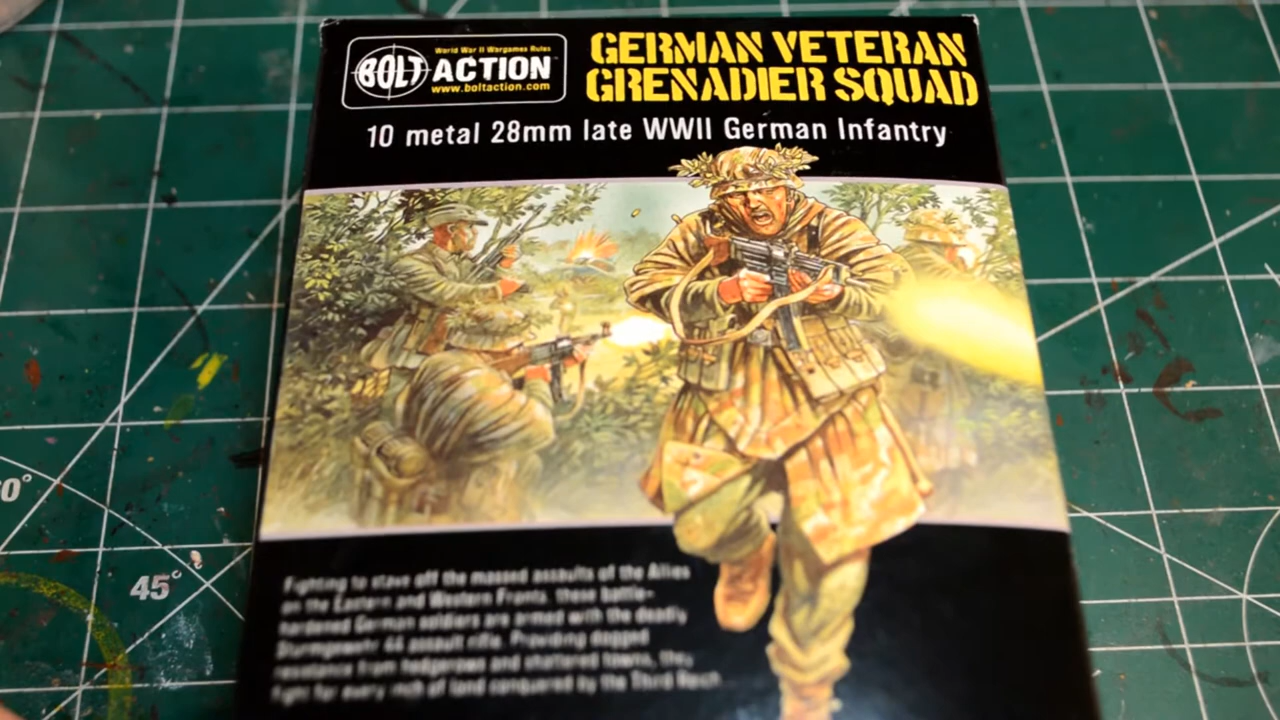 World War II Wargames Rules
BOLT ACTION
www.boltaction.com
GERMAN VETERAN
GRENADIER SQUAD
10 metal 28mm late WWII German Infantry
Fighting to stave off the massed assaults of the Allies
on the Eastern and Western Fronts, these battle-
hardened German soldiers are armed with the deadly
Sturmgewehr 44 assault rifle. Providing dogged
resistance from hedgerows and shattered towns, they
fight for every inch of land conquered by the Third Reich
0°
45°